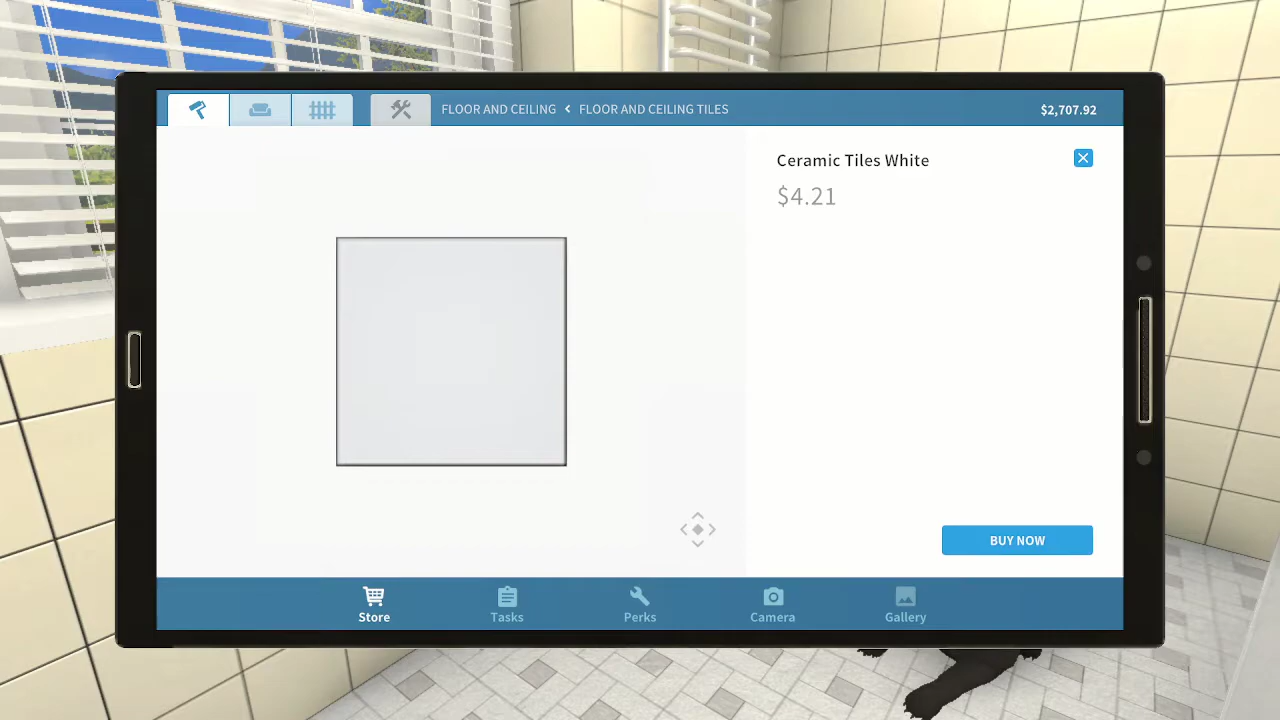 FLOOR AND CEILING < FLOOR AND CEILING TILES
$2,707.92
Ceramic Tiles White
$4.21
BUY NOW
Store
Tasks
Perks
Camera
Gallery